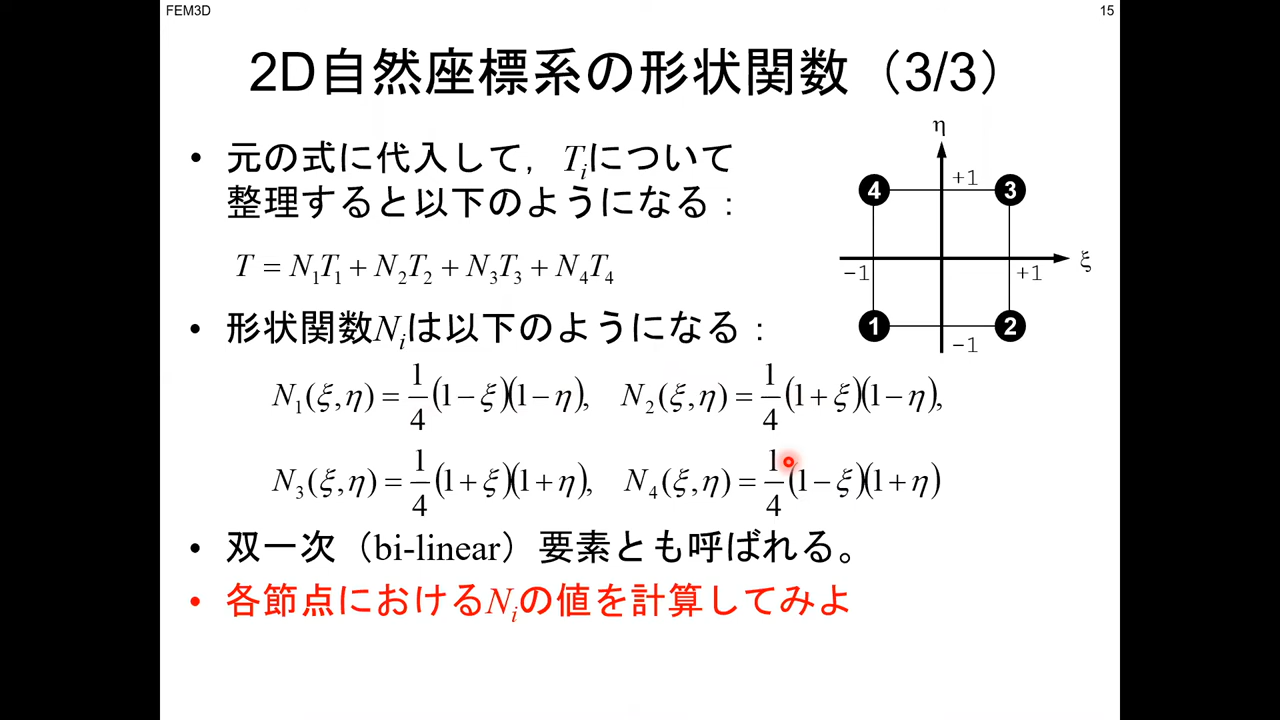 FEM3D
15
2D自然座標系の形状関数（3/3）
• 元の式に代入して，Tiについて
整理すると以下のようになる：
T = N1T1 + N2T2 + N3T3 + N4T4
• 形状関数Niは以下のようになる：
N1(ξ,η) = 1/4 (1−ξ)(1−η), N2(ξ,η) = 1/4 (1+ξ)(1−η),
N3(ξ,η) = 1/4 (1+ξ)(1+η), N4(ξ,η) = 1/4 (1−ξ)(1+η)
• 双一次（bi-linear）要素とも呼ばれる。
• 各節点におけるNiの値を計算してみよ
η
4 +1 3
ξ
−1 +1
1 2
−1